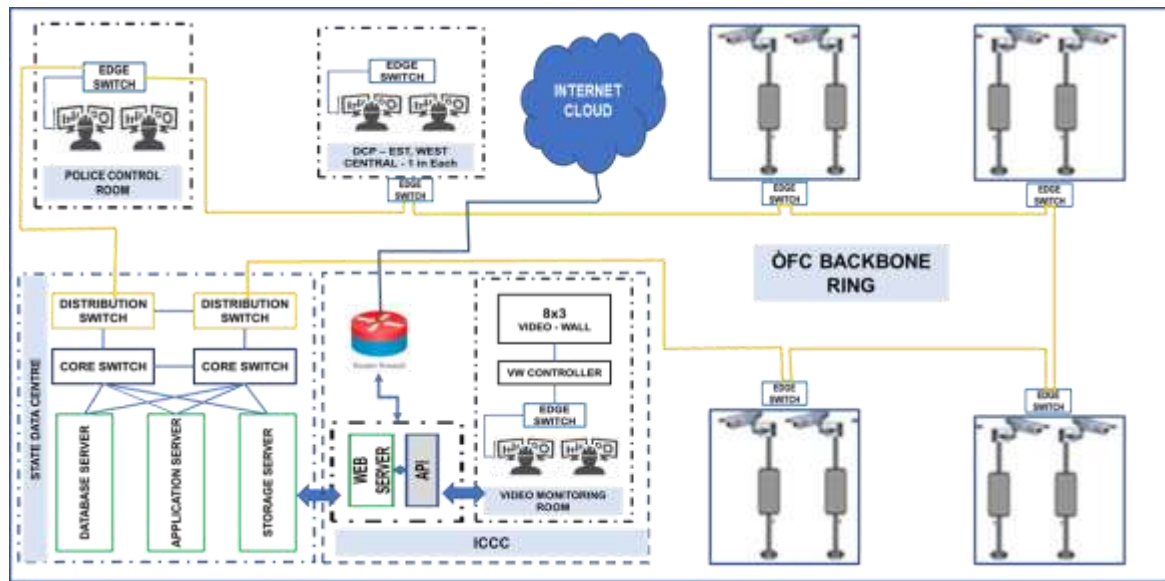 EDGE
SWITCH
POLICE CONTROL
ROOM
EDGE
SWITCH
DCP – EST, WEST
CENTRAL - 1 in Each
EDGE
SWITCH
INTERNET
CLOUD
EDGE
SWITCH
EDGE
SWITCH
ÒFC BACKBONE
RING
STATE DATA CENTRE
DISTRIBUTION
SWITCH
DISTRIBUTION
SWITCH
CORE SWITCH
CORE SWITCH
DATABASE SERVER
APPLICATION SERVER
STORAGE SERVER
WEB
SERVER
API
8x3
VIDEO - WALL
VW CONTROLLER
EDGE
SWITCH
VIDEO MONITORING
ROOM
ICCC
EDGE
SWITCH
EDGE
SWITCH